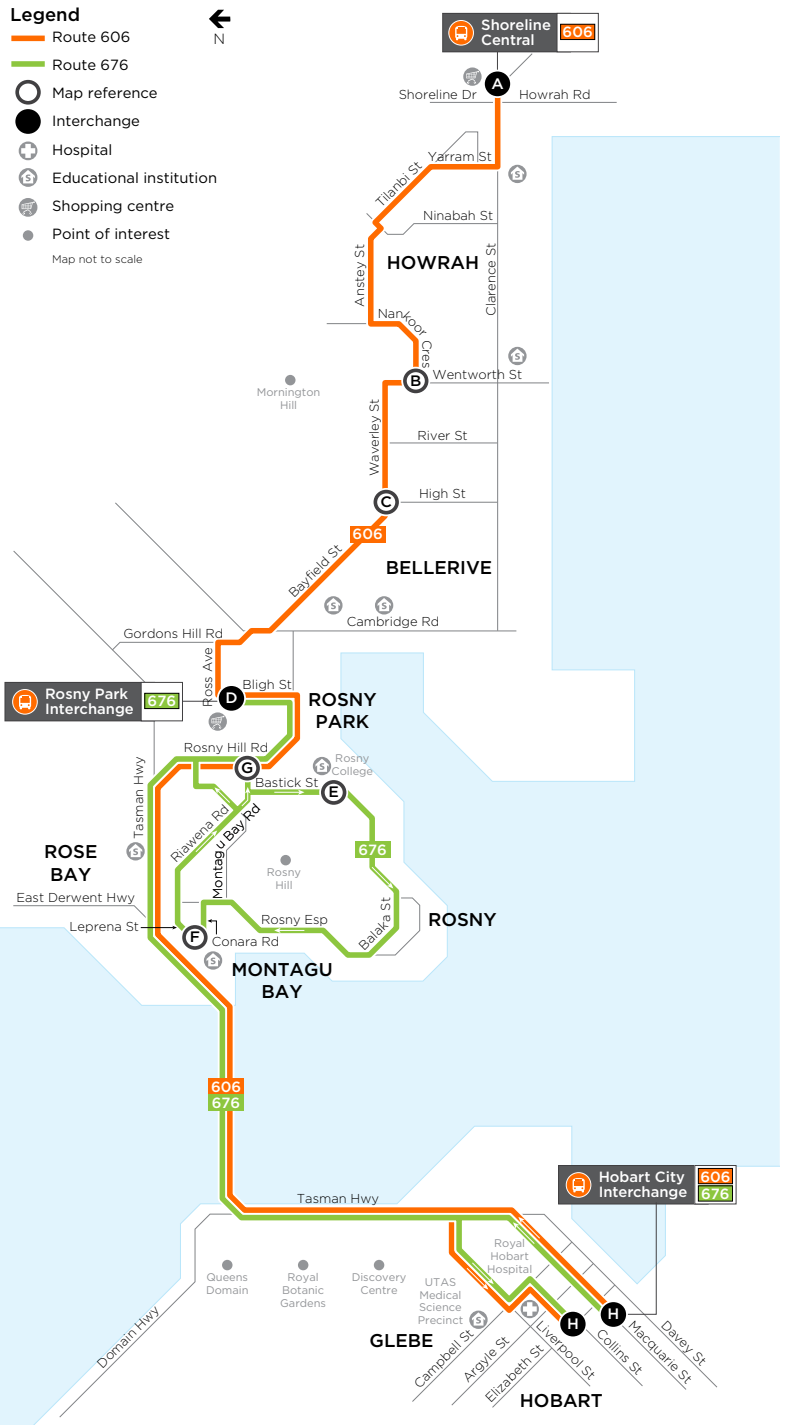 Legend
Route 606
Route 676
Map reference
Interchange
Hospital
Educational institution
Shopping centre
Point of interest
Map not to scale
N
Shoreline
Central
606
A
Shoreline Dr
Howrah Rd
Yarram St
Tilanbi St
Ninabah St
HOWRAH
Anstey St
Clarence St
Nankoor Cres
B
Wentworth St
Mornington
Hill
Waverley St
River St
C
High St
606
Bayfield St
BELLERIVE
Cambridge Rd
Gordons Hill Rd
Ross Ave
Bligh St
Rosny Park
Interchange
676
D
ROSNY
PARK
Rosny Hill Rd
Tasman Hwy
G
Rosny
College
Bastick St
E
Riawena Rd
Montagu Bay Rd
676
ROSE
BAY
Rosny
Hill
East Derwent Hwy
Leprena St
F
Conara Rd
Rosny Esp
Balaka St
ROSNY
MONTAGU
BAY
606
676
Hobart City
Interchange
606
676
Tasman Hwy
Queens
Domain
Royal
Botanic
Gardens
Discovery
Centre
Royal
Hobart
Hospital
UTAS
Medical
Science
Precinct
Domain Hwy
GLEBE
H
H
Campbell St
Argyle St
Elizabeth St
Liverpool St
Collins St
Macquarie St
Davey St
HOBART